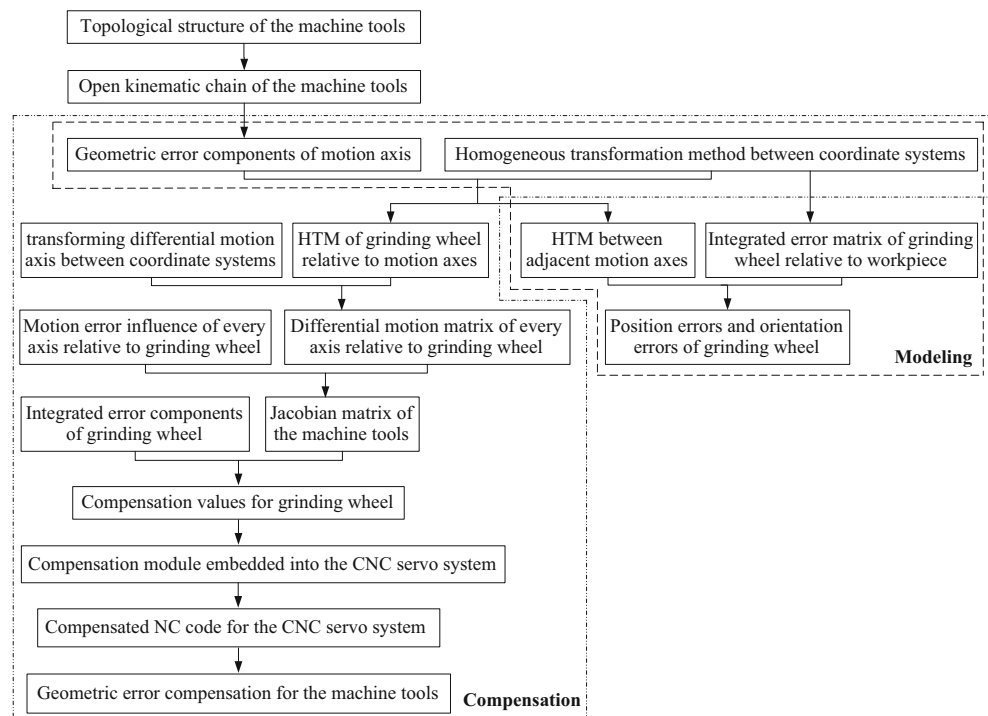 Topological structure of the machine tools
Open kinematic chain of the machine tools
Geometric error components of motion axis
Homogeneous transformation method between coordinate systems
transforming differential motion
axis between coordinate systems
HTM of grinding wheel
relative to motion axes
HTM between
adjacent motion axes
Integrated error matrix of grinding
wheel relative to workpiece
Motion error influence of every
axis relative to grinding wheel
Differential motion matrix of every
axis relative to grinding wheel
Position errors and orientation
errors of grinding wheel
Modeling
Integrated error components
of grinding wheel
Jacobian matrix of
the machine tools
Compensation values for grinding wheel
Compensation module embedded into the CNC servo system
Compensated NC code for the CNC servo system
Geometric error compensation for the machine tools
Compensation